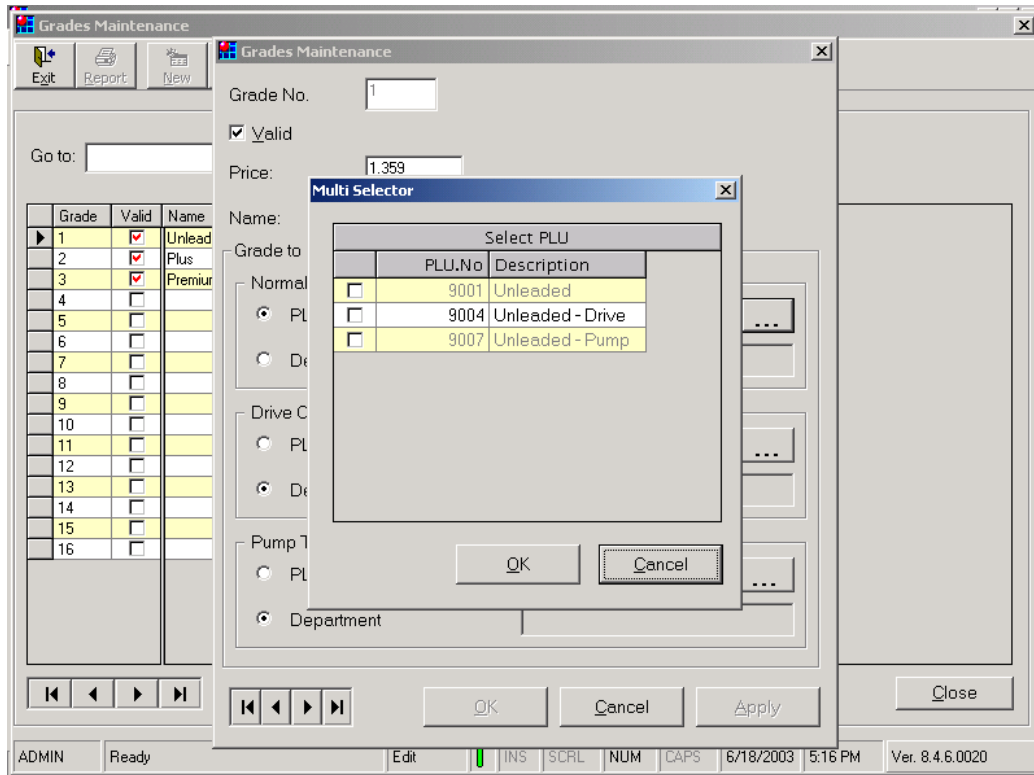 Grades Maintenance
Exit
Report
New
Go to:
Grade Valid Name
1 Unlead
2 Plus
3 Premiur
4
5
6
7
8
9
10
11
12
13
14
15
16
Close
Grades Maintenance
Grade No. 1
Valid
Price: 1.359
Name:
Grade to
Normal
PL
De
...
Drive C
PL
De
...
Pump T
PL
Department
...
OK Cancel Apply
Multi Selector
Select PLU
PLU.No Description
9001 Unleaded
9004 Unleaded - Drive
9007 Unleaded - Pump
OK Cancel
ADMIN Ready Edit INS SCRL NUM CAPS 6/18/2003 5:16 PM Ver. 8.4.6.0020